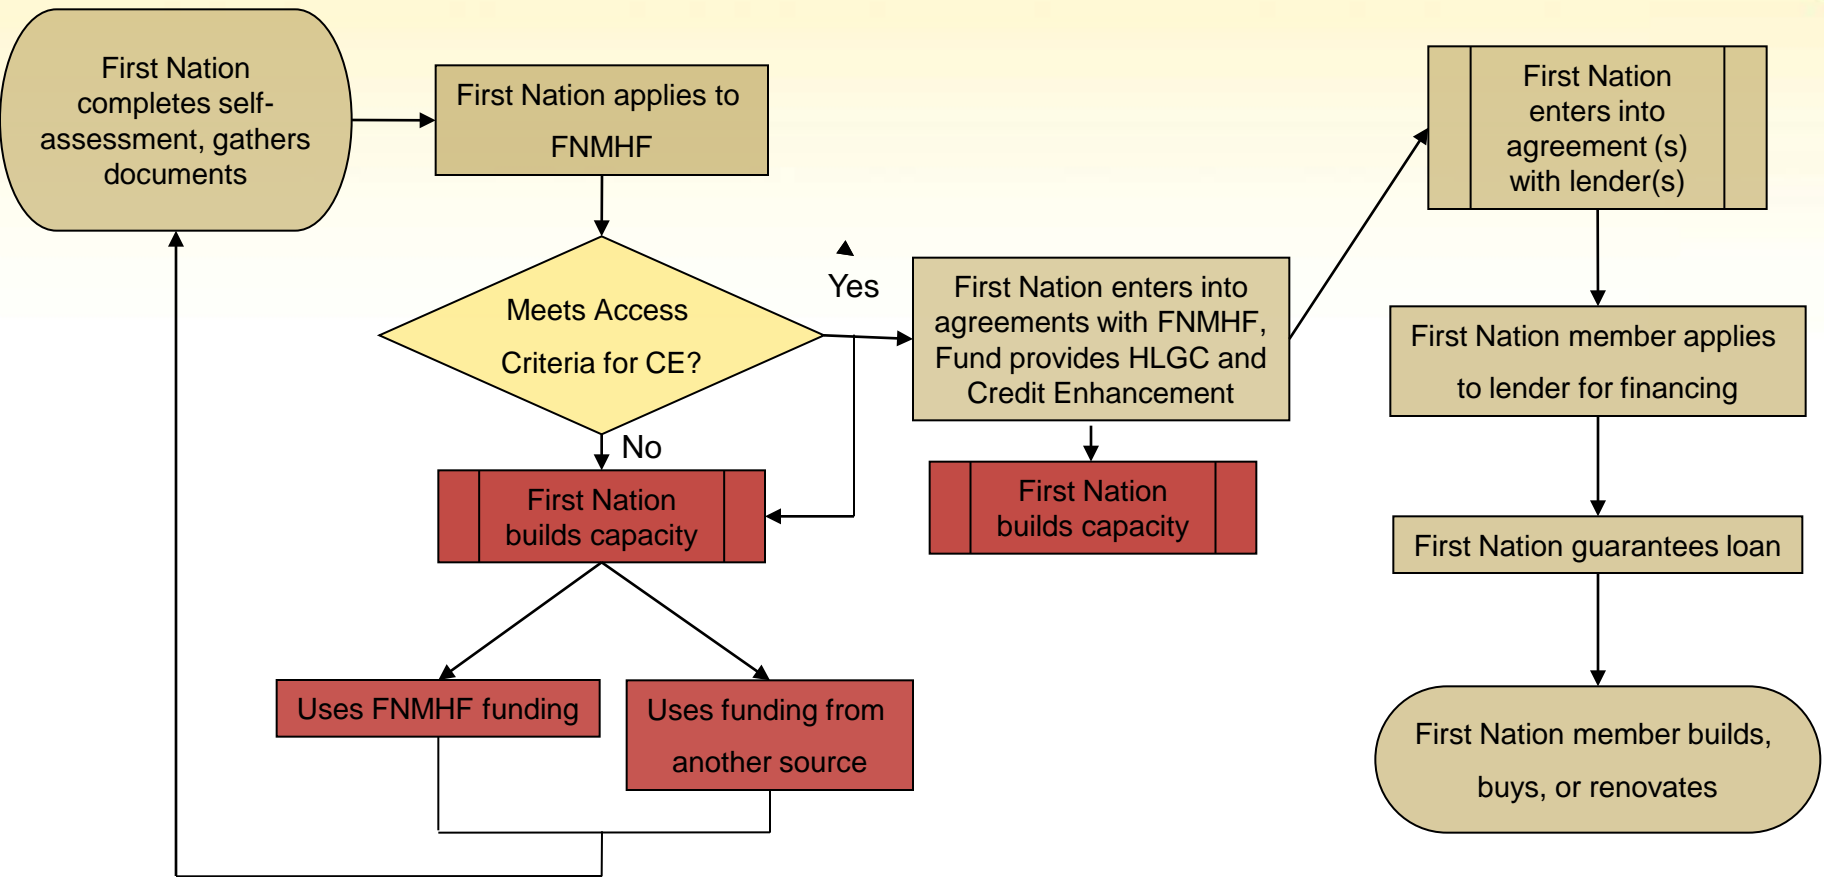 First Nation
completes self-
assessment, gathers
documents
First Nation applies to
FNMHF
Meets Access
Criteria for CE?
Yes
No
First Nation enters into
agreements with FNMHF,
Fund provides HLGC and
Credit Enhancement
First Nation
enters into
agreement (s)
with lender(s)
First Nation member applies
to lender for financing
First Nation
builds capacity
First Nation
builds capacity
First Nation guarantees loan
Uses FNMHF funding
Uses funding from
another source
First Nation member builds,
buys, or renovates